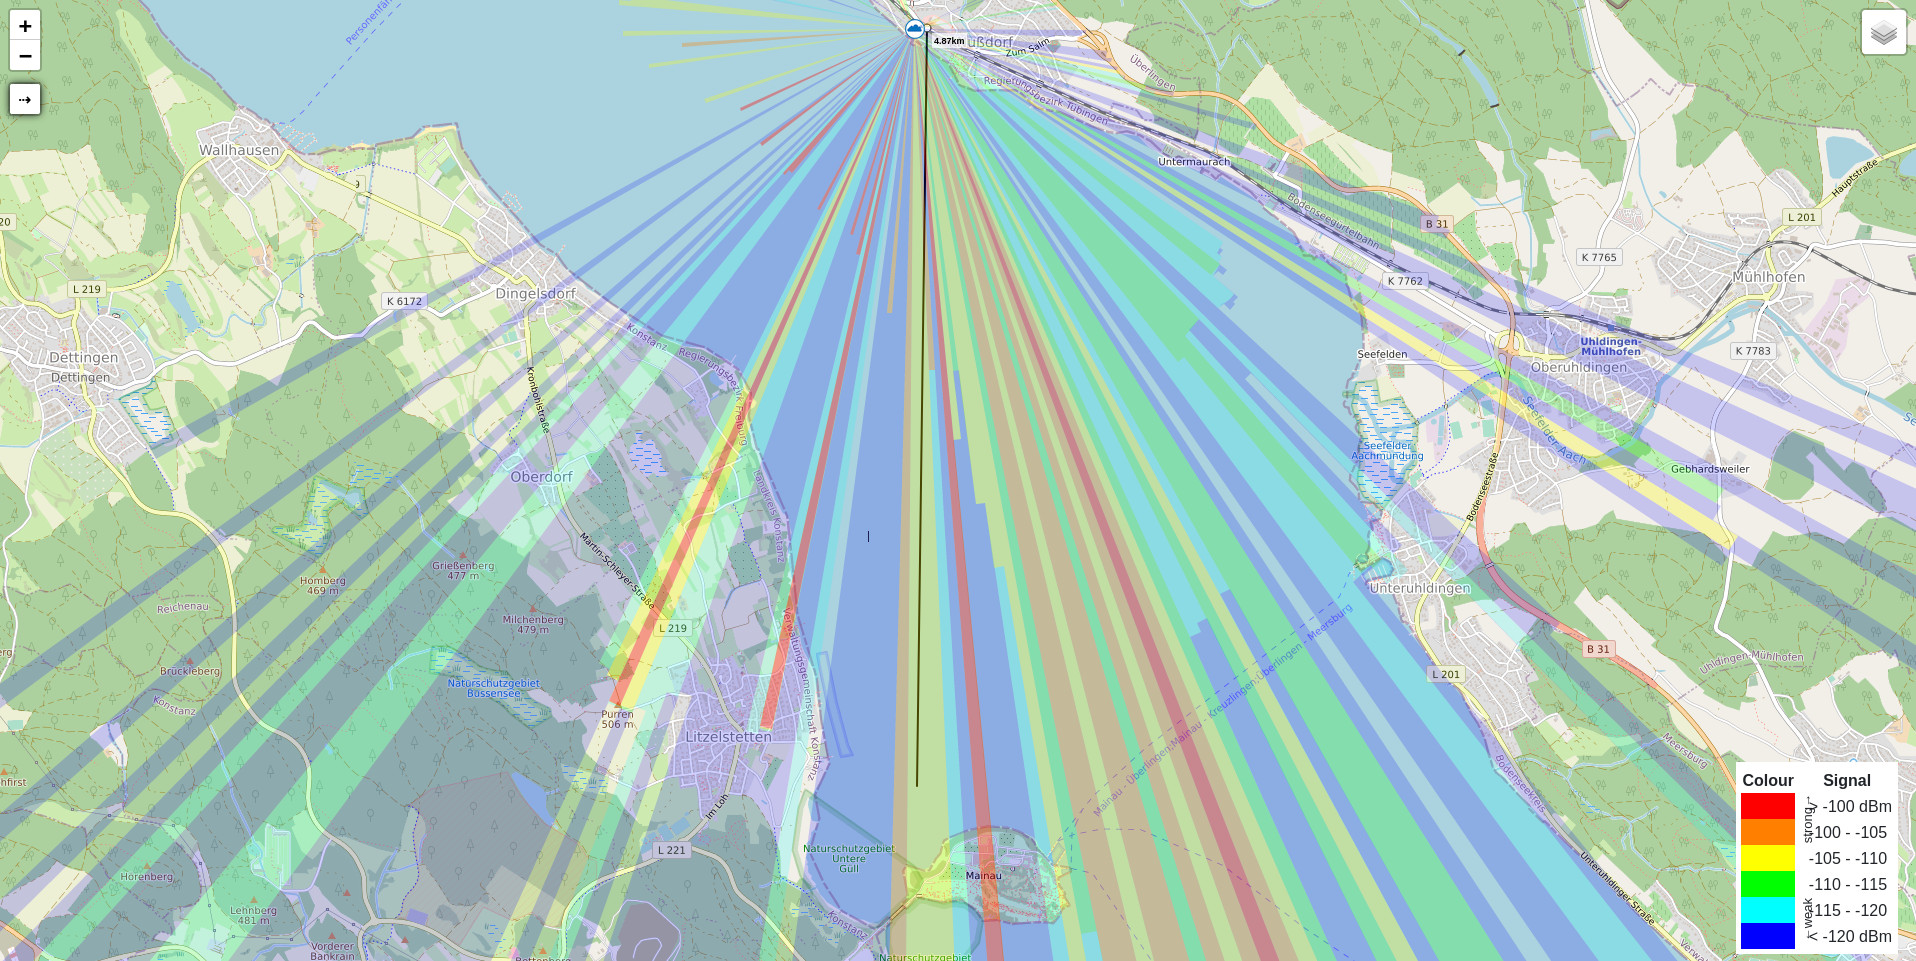 +
−
Personenfäh
4.87km
ußdorf
Zum Salm
Überlingen
Regierungsbezirk Tübingen
Wallhausen
9
Untermaurach
Hauptstraße
L 201
20
Bodenseegürtelbahn
B 31
K 7765
Mühlhofen
L 219
K 6172
Dingelsdorf
K 7762
Konstanz
Regierungsbezirk Freiburg
Uhldingen-
Mühlhofen
Seefelden
K 7783
Dettingen
Dettingen
Oberuhldingen
Kronbohlstraße
Seefelder Aach
Seefelder
Aachmündung
Gebhardsweiler
Oberdorf
Landkreis Konstanz
Bodenseestraße
Martin-Schleyer-Straße
Grießenberg
477 m
Homberg
469 m
Reichenau
Unteruhldingen
Milchenberg
479 m
L 219
Verwaltungsgemeinschaft Konstanz
B 31
Uhldingen-Mühlhofen
Brückleberg
L 201
Naturschutzgebiet
Bussensee
Konstanz
Purren
506 m
Litzelstetten
Mainau - Überlingen;Mainau - Kreuzlingen;Überlingen - Meersburg
Meersburg
Bodenseekreis
hfirst
Im Loh
L 221
Naturschutzgebiet
Untere
Güll
Mainau
Unteruhldinger Straße
Horenberg
Lehnberg
481 m
Konstanz
Vorderer
Bankrain
Rottenberg
Naturschutzgebiet
Colour Signal
> -100 dBm
-100 - -105
-105 - -110
-110 - -115
-115 - -120
< -120 dBm
strong
weak